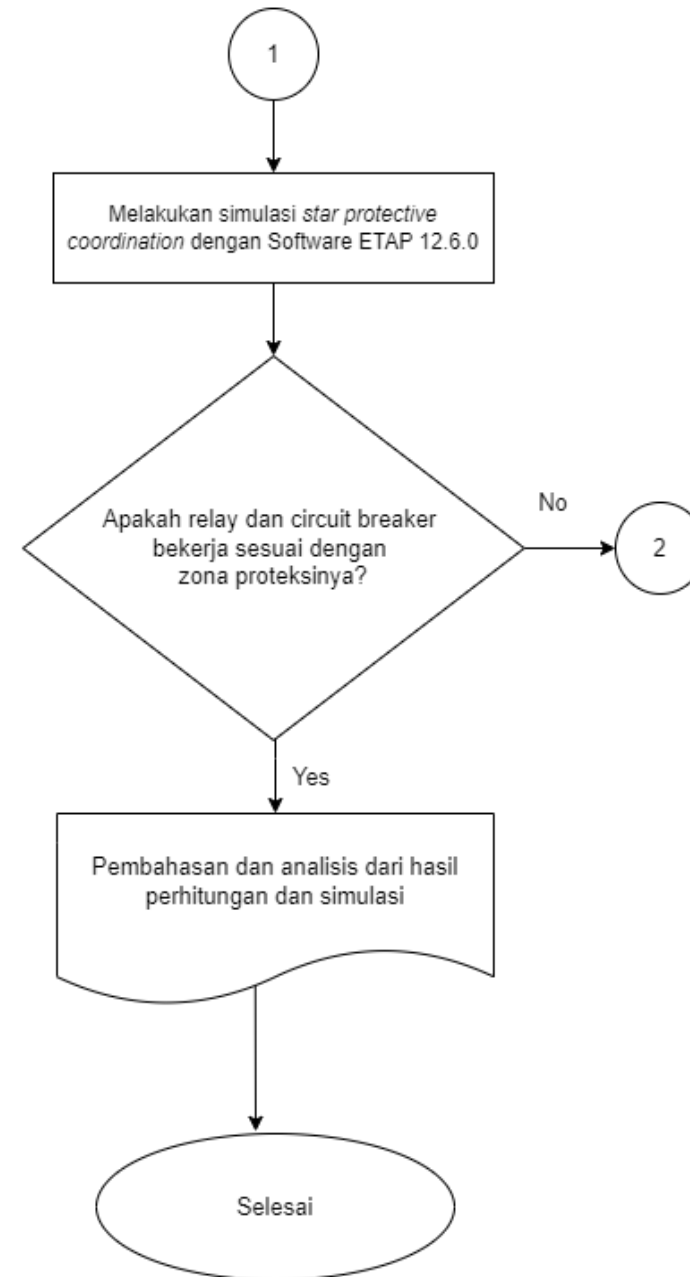 1
Melakukan simulasi star protective
coordination dengan Software ETAP 12.6.0
Apakah relay dan circuit breaker
bekerja sesuai dengan
zona proteksinya?
No
2
Yes
Pembahasan dan analisis dari hasil
perhitungan dan simulasi
Selesai